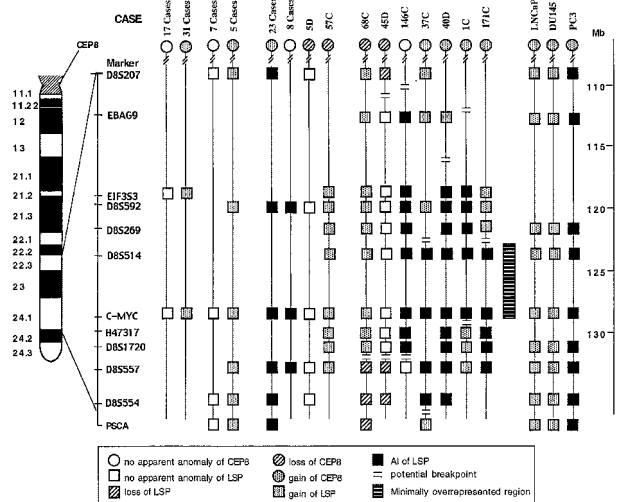 CASE
17 Cases
31 Cases
7 Cases
5 Cases
23 Cases
8 Cases
5D
57C
68C
45D
146C
37C
40D
1C
171C
LNCaP
DU145
PC3
Mb
CEP8
Marker
D8S207
EBAG9
EIF3S3
D8S592
D8S269
D8S514
C-MYC
H47317
D8S1720
D8S557
D8S554
PSCA
11.1
11.22
12
13
21.1
21.2
21.3
22.1
22.2
22.3
23
24.1
24.2
24.3
110
115
120
125
130
no apparent anomaly of CEP8
loss of CEP8
AI of LSP
no apparent anomaly of LSP
gain of CEP8
potential breakpoint
loss of LSP
gain of LSP
Minimally overrepresented region